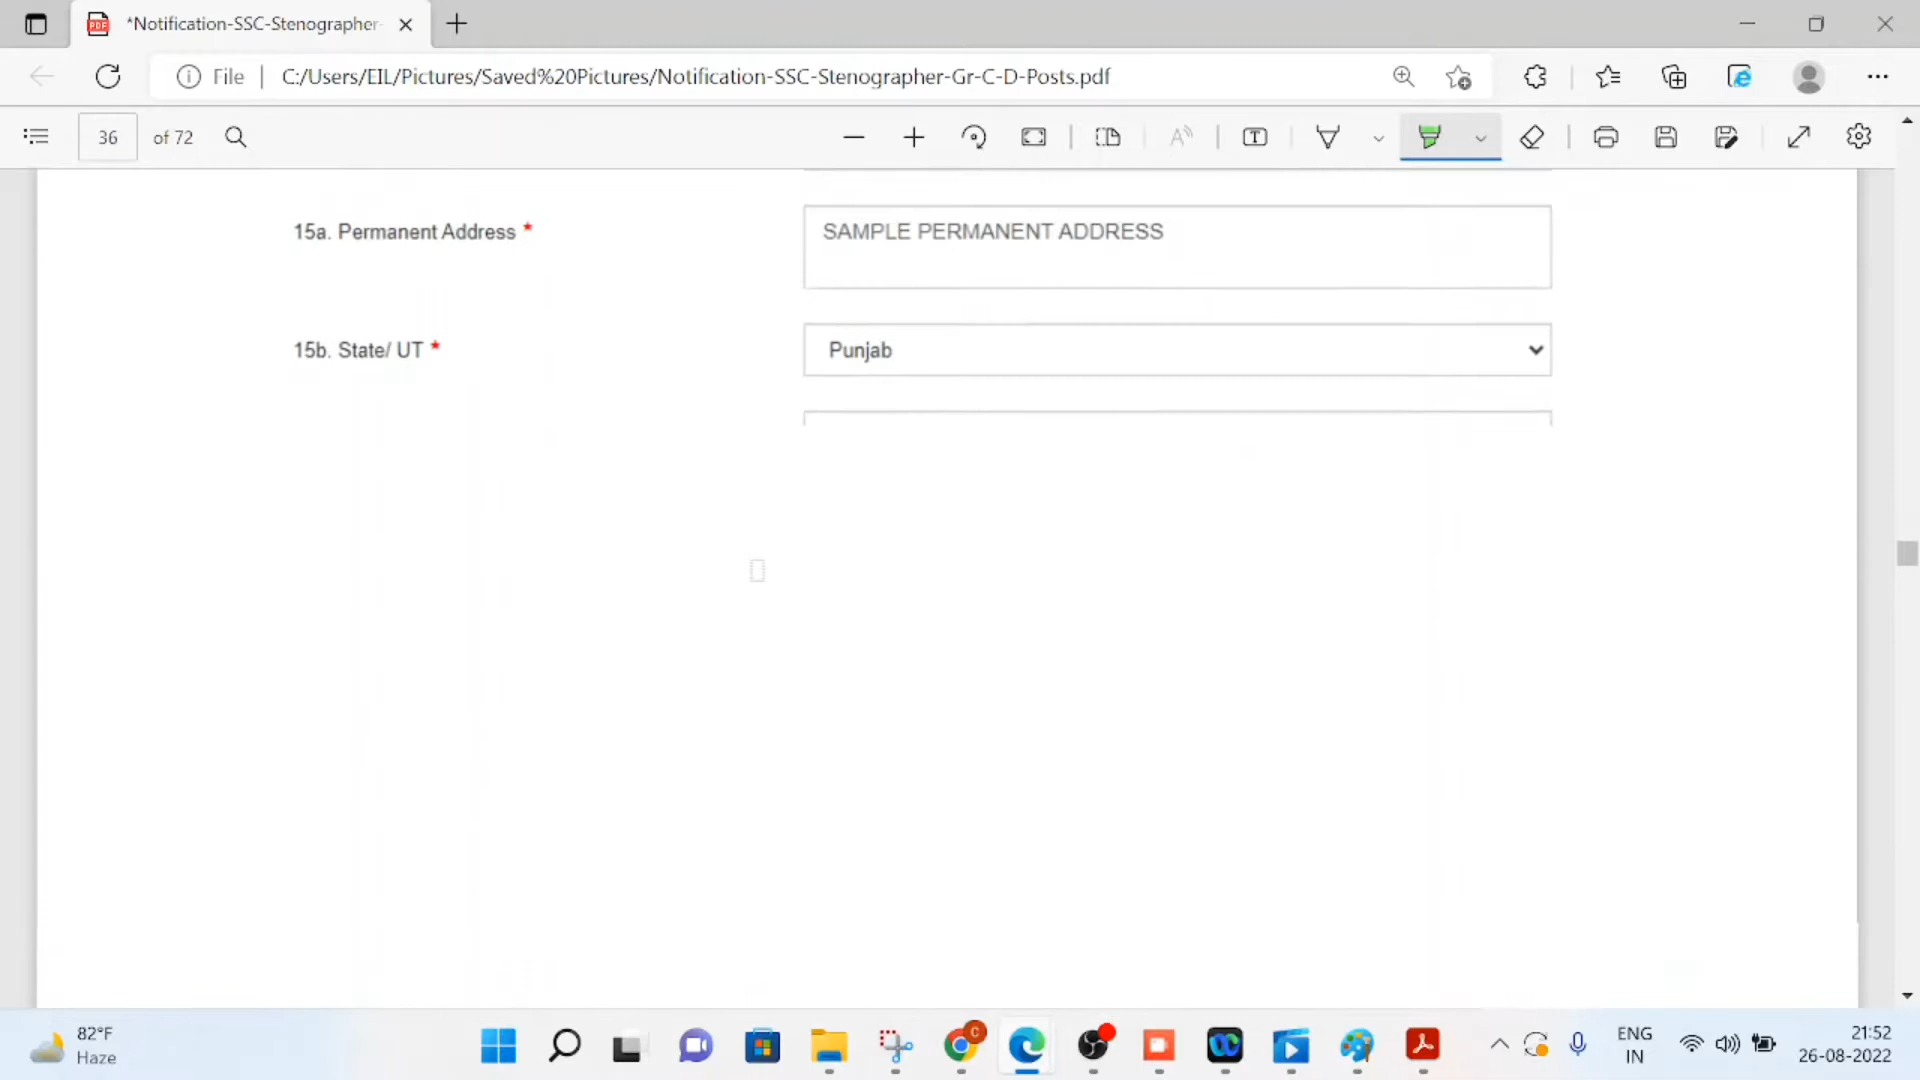 *Notification-SSC-Stenographer-
File
C:/Users/EIL/Pictures/Saved%20Pictures/Notification-SSC-Stenographer-Gr-C-D-Posts.pdf
36 of 72
15a. Permanent Address *
SAMPLE PERMANENT ADDRESS
15b. State/ UT *
Punjab
82°F
Haze
ENG
IN
21:52
26-08-2022